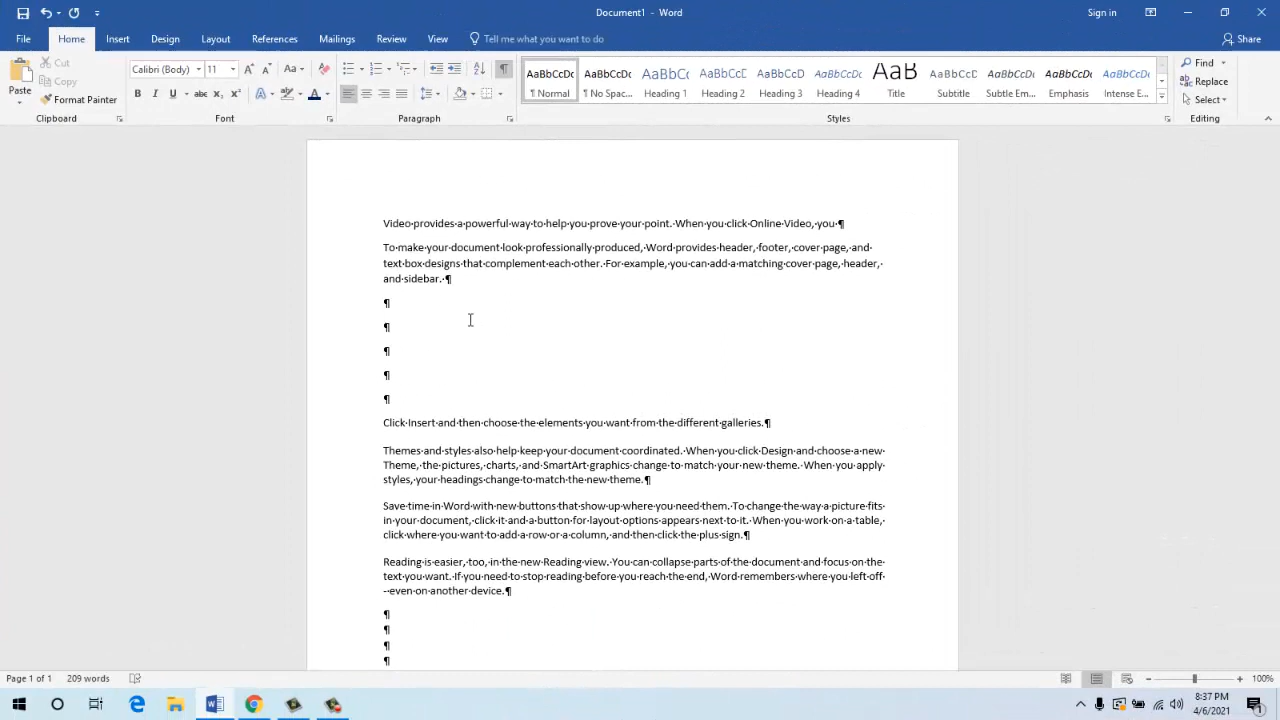 Document1 - Word
Sign in
File Home Insert Design Layout References Mailings Review View Tell me what you want to do Share
Paste
Cut
Copy
Format Painter
Clipboard
Calibri (Body) 11 Aa
B I U abc x₂ x² A A
Font
Paragraph
AaBbCcDc AaBbCcDc AaBbCc AaBbCcD AaBbCcD AaBbCcDc AaB AaBbCcD AaBbCcDc AaBbCcDc AaBbCcDc
¶ Normal ¶ No Spac... Heading 1 Heading 2 Heading 3 Heading 4 Title Subtitle Subtle Em... Emphasis Intense E...
Styles
Find
Replace
Select
Editing
Video·provides·a·powerful·way·to·help·you·prove·your·point.·When·you·click·Online·Video,·you·¶
To·make·your·document·look·professionally·produced,·Word·provides·header,·footer,·cover·page,·and·
text·box·designs·that·complement·each·other.·For·example,·you·can·add·a·matching·cover·page,·header,·
and·sidebar.·¶
¶
¶
¶
¶
¶
Click·Insert·and·then·choose·the·elements·you·want·from·the·different·galleries.¶
Themes·and·styles·also·help·keep·your·document·coordinated.·When·you·click·Design·and·choose·a·new·
Theme,·the·pictures,·charts,·and·SmartArt·graphics·change·to·match·your·new·theme.·When·you·apply·
styles,·your·headings·change·to·match·the·new·theme.¶
Save·time·in·Word·with·new·buttons·that·show·up·where·you·need·them.·To·change·the·way·a·picture·fits·
in·your·document,·click·it·and·a·button·for·layout·options·appears·next·to·it.·When·you·work·on·a·table,·
click·where·you·want·to·add·a·row·or·a·column,·and·then·click·the·plus·sign.¶
Reading·is·easier,·too,·in·the·new·Reading·view.·You·can·collapse·parts·of·the·document·and·focus·on·the·
text·you·want.·If·you·need·to·stop·reading·before·you·reach·the·end,·Word·remembers·where·you·left·off·
-·even·on·another·device.¶
¶
¶
¶
¶
Page 1 of 1 209 words 100%
8:37 PM
4/6/2021